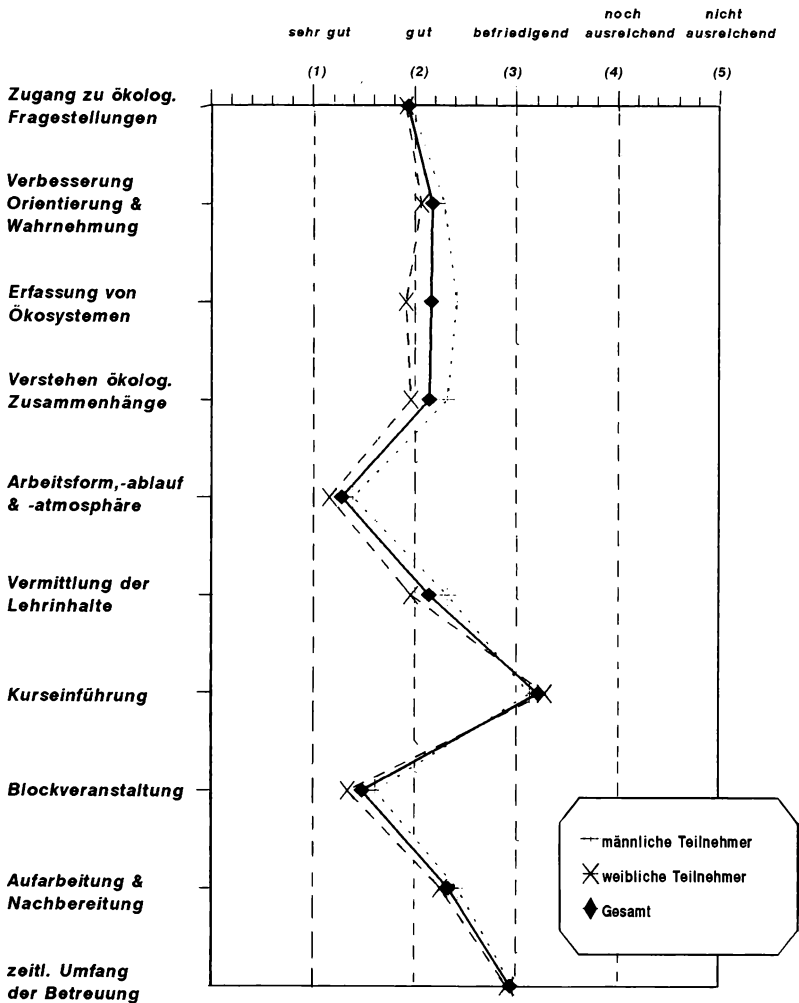 noch nicht
sehr gut gut befriedigend ausreichend ausreichend
(1) (2) (3) (4) (5)
Zugang zu ökolog.
Fragestellungen
Verbesserung
Orientierung &
Wahrnehmung
Erfassung von
Ökosystemen
Verstehen ökolog.
Zusammenhänge
Arbeitsform,-ablauf
& -atmosphäre
Vermittlung der
Lehrinhalte
Kurseinführung
Blockveranstaltung
Aufarbeitung &
Nachbereitung
zeitl. Umfang
der Betreuung
männliche Teilnehmer
weibliche Teilnehmer
Gesamt